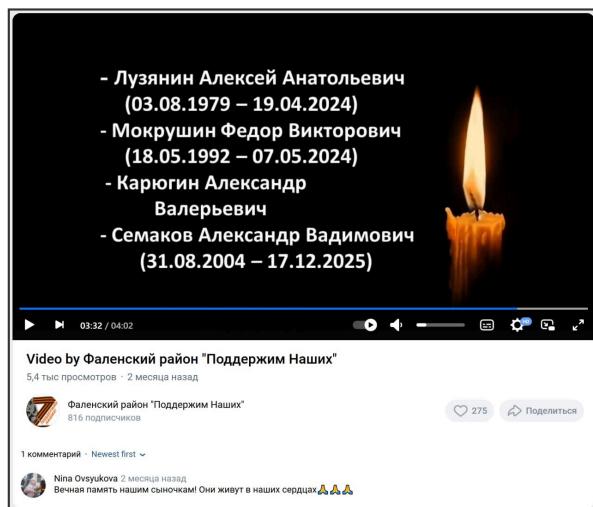 - Лузянин Алексей Анатольевич
(03.08.1979 – 19.04.2024)
- Мокрушин Федор Викторович
(18.05.1992 – 07.05.2024)
- Карюгин Александр
Валерьевич
- Семаков Александр Вадимович
(31.08.2004 – 17.12.2025)
03:32 / 04:02
HD
Video by Фаленский район "Поддержим Наших"
5,4 тыс просмотров · 2 месяца назад
Фаленский район "Поддержим Наших"
816 подписчиков
275
Поделиться
1 комментарий · Newest first
Nina Ovsyukova 2 месяца назад
Вечная память нашим сыночкам! Они живут в наших сердцах🙏🙏🙏